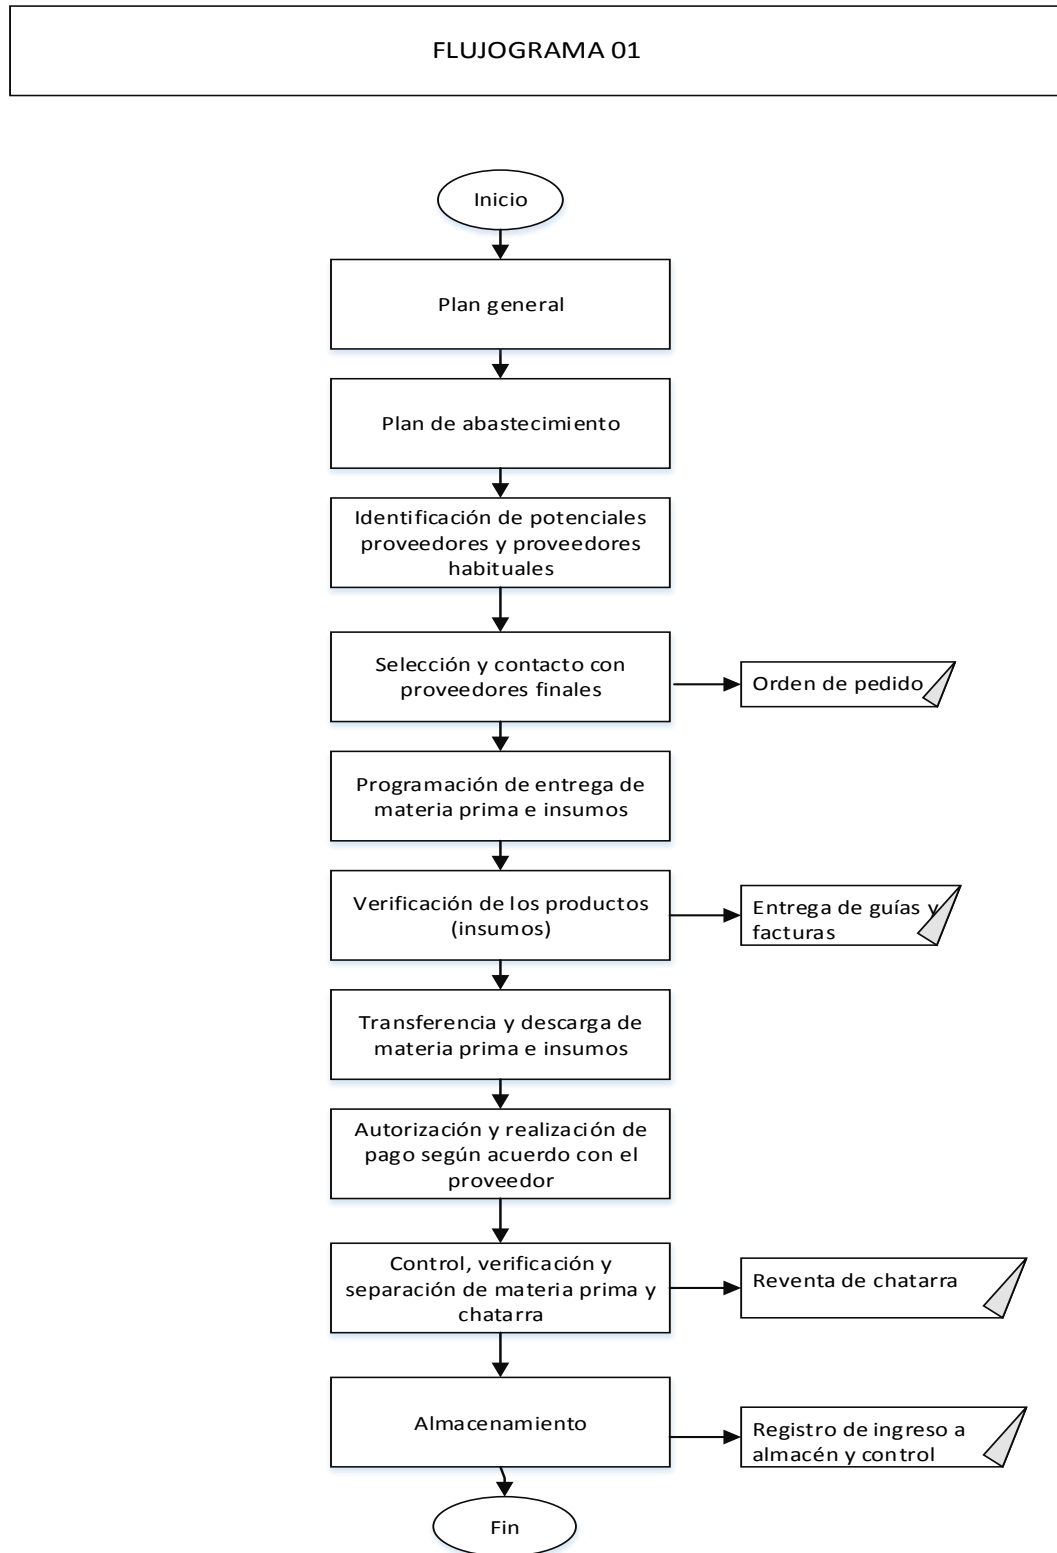 FLUJOGRAMA 01
Inicio
Plan general
Plan de abastecimiento
Identificación de potenciales
proveedores y proveedores
habituales
Selección y contacto con
proveedores finales
Orden de pedido
Programación de entrega de
materia prima e insumos
Verificación de los productos
(insumos)
Entrega de guías y
facturas
Transferencia y descarga de
materia prima e insumos
Autorización y realización de
pago según acuerdo con el
proveedor
Control, verificación y
separación de materia prima y
chatarra
Reventa de chatarra
Almacenamiento
Registro de ingreso a
almacén y control
Fin